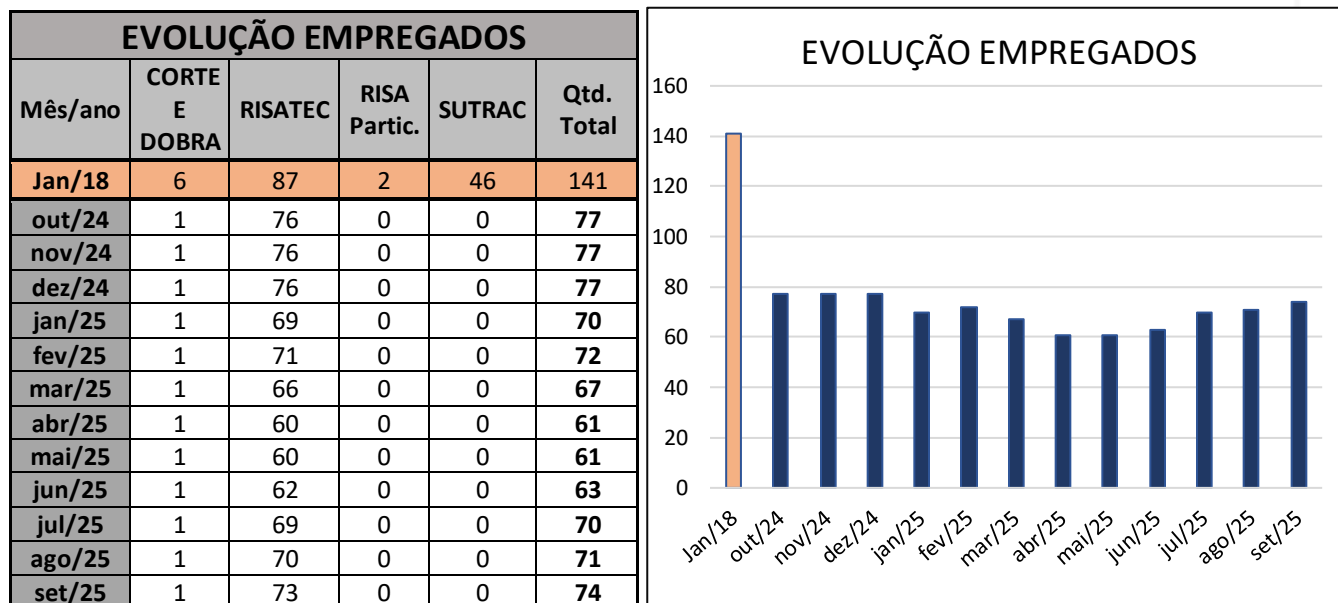 EVOLUÇÃO EMPREGADOS
Mês/ano CORTE E DOBRA RISATEC RISA Partic. SUTRAC Qtd. Total
Jan/18 6 87 2 46 141
out/24 1 76 0 0 77
nov/24 1 76 0 0 77
dez/24 1 76 0 0 77
jan/25 1 69 0 0 70
fev/25 1 71 0 0 72
mar/25 1 66 0 0 67
abr/25 1 60 0 0 61
mai/25 1 60 0 0 61
jun/25 1 62 0 0 63
jul/25 1 69 0 0 70
ago/25 1 70 0 0 71
set/25 1 73 0 0 74
EVOLUÇÃO EMPREGADOS
160
140
120
100
80
60
40
20
0
Jan/18 out/24 nov/24 dez/24 jan/25 fev/25 mar/25 abr/25 mai/25 jun/25 jul/25 ago/25 set/25